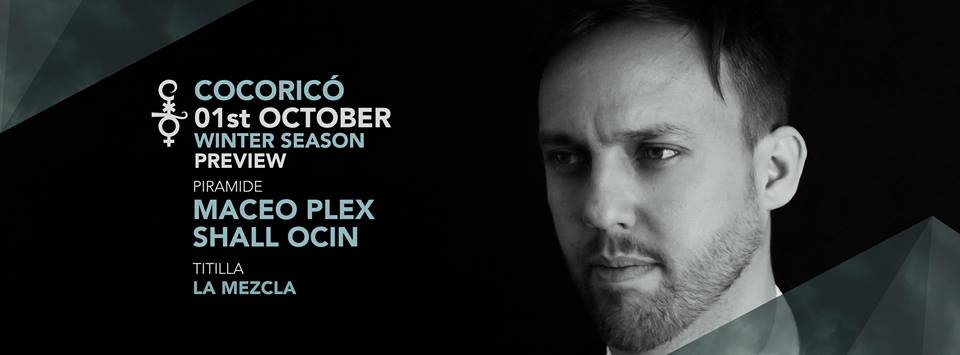 COCORICÓ
01st OCTOBER
WINTER SEASON
PREVIEW
PIRAMIDE
MACEO PLEX
SHALL OCIN
TITILLA
LA MEZCLA